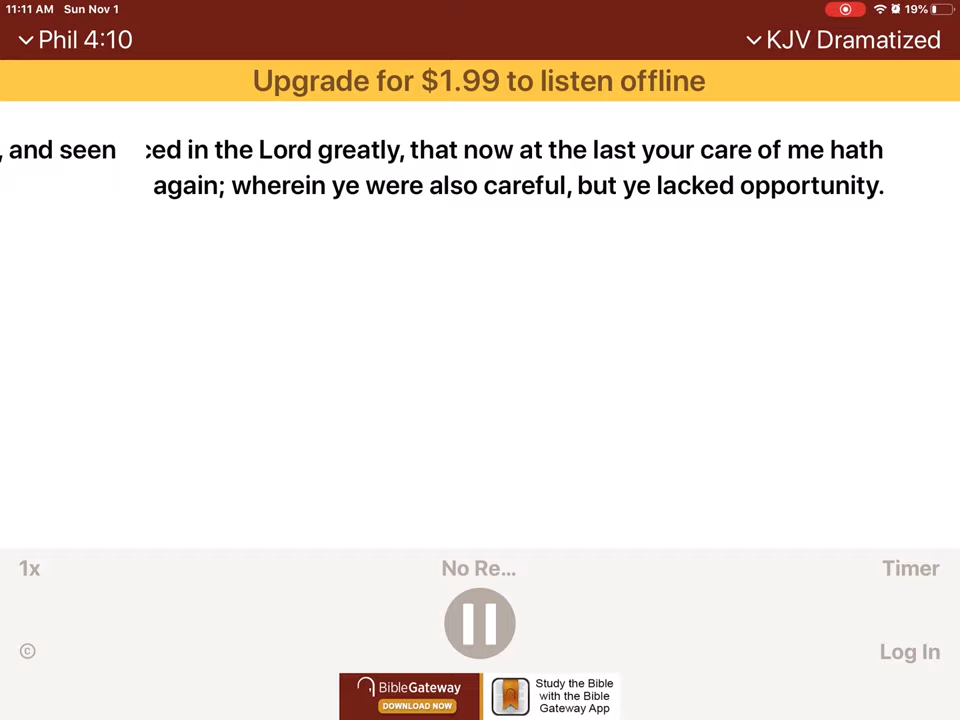 11:11 AM Sun Nov 1 19%
Phil 4:10 KJV Dramatized
Upgrade for $1.99 to listen offline
, and seen ced in the Lord greatly, that now at the last your care of me hath
again; wherein ye were also careful, but ye lacked opportunity.
1x No Re... Timer
© Log In
BibleGateway
DOWNLOAD NOW
Study the Bible
with the Bible
Gateway App